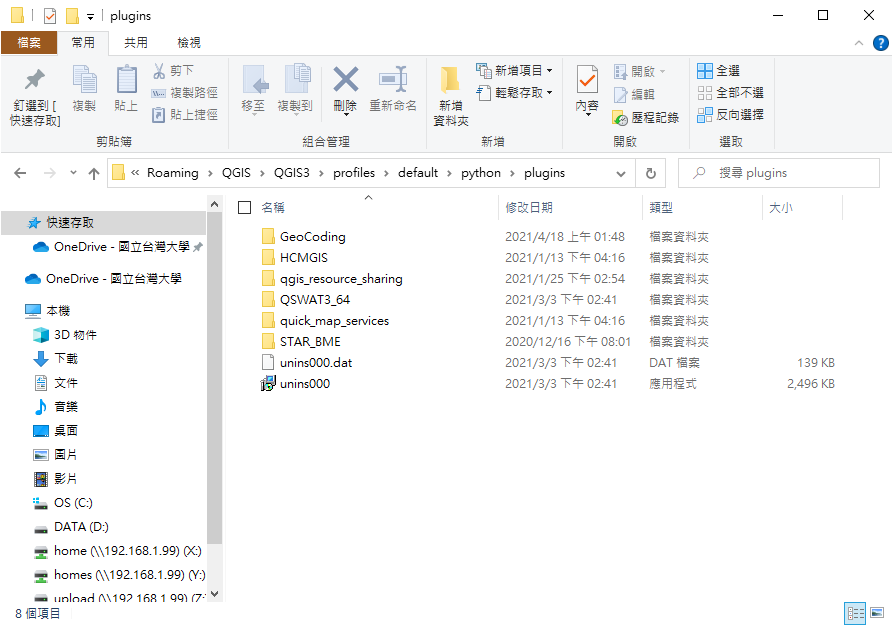 plugins
檔案 常用 共用 檢視
釘選到 [快速存取]
複製
貼上
剪下
複製路徑
貼上捷徑
剪貼簿
移至
複製到
刪除
重新命名
組合管理
新增資料夾
新增項目
輕鬆存取
新增
內容
開啟
編輯
歷程記錄
開啟
全選
全部不選
反向選擇
選取
« Roaming › QGIS › QGIS3 › profiles › default › python › plugins
搜尋 plugins
快速存取
OneDrive - 國立台灣大學
OneDrive - 國立台灣大學
本機
3D 物件
下載
文件
音樂
桌面
圖片
影片
OS (C:)
DATA (D:)
home (\\192.168.1.99) (X:)
homes (\\192.168.1.99) (Y:)
upload (\\192.168.1.99) (Z:
名稱 修改日期 類型 大小
GeoCoding 2021/4/18 上午 01:48 檔案資料夾
HCMGIS 2021/1/13 下午 04:16 檔案資料夾
qgis_resource_sharing 2021/1/25 下午 02:54 檔案資料夾
QSWAT3_64 2021/3/3 下午 02:41 檔案資料夾
quick_map_services 2021/1/13 下午 04:16 檔案資料夾
STAR_BME 2020/12/16 下午 08:01 檔案資料夾
unins000.dat 2021/3/3 下午 02:41 DAT 檔案 139 KB
unins000 2021/3/3 下午 02:41 應用程式 2,496 KB
8 個項目